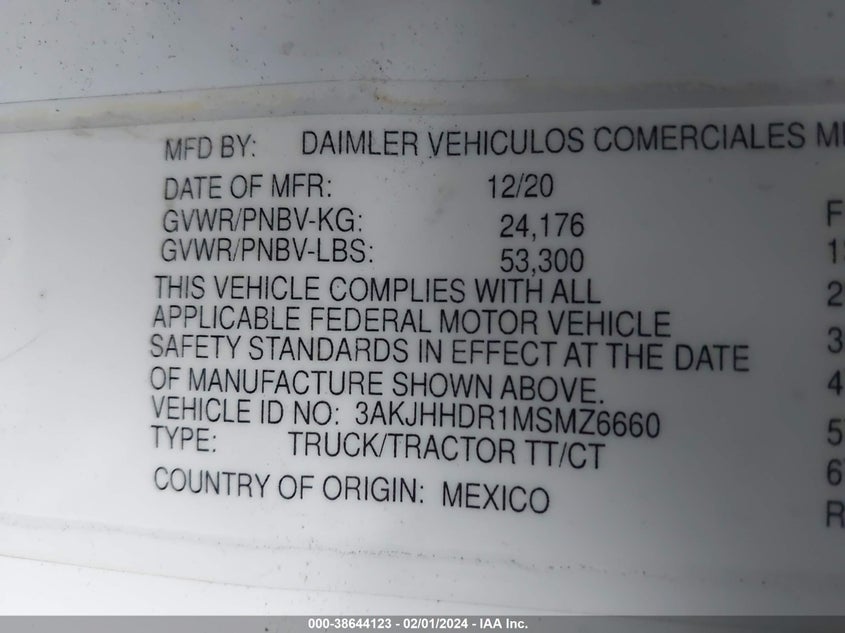 MFD BY: DAIMLER VEHICULOS COMERCIALES
DATE OF MFR: 12/20
GVWR/PNBV-KG: 24,176
GVWR/PNBV-LBS: 53,300
THIS VEHICLE COMPLIES WITH ALL
APPLICABLE FEDERAL MOTOR VEHICLE
SAFETY STANDARDS IN EFFECT AT THE DATE
OF MANUFACTURE SHOWN ABOVE.
VEHICLE ID NO: 3AKJHHDR1MSMZ6660
TYPE: TRUCK/TRACTOR TT/CT
COUNTRY OF ORIGIN: MEXICO
000-38644123 - 02/01/2024 - IAA Inc.